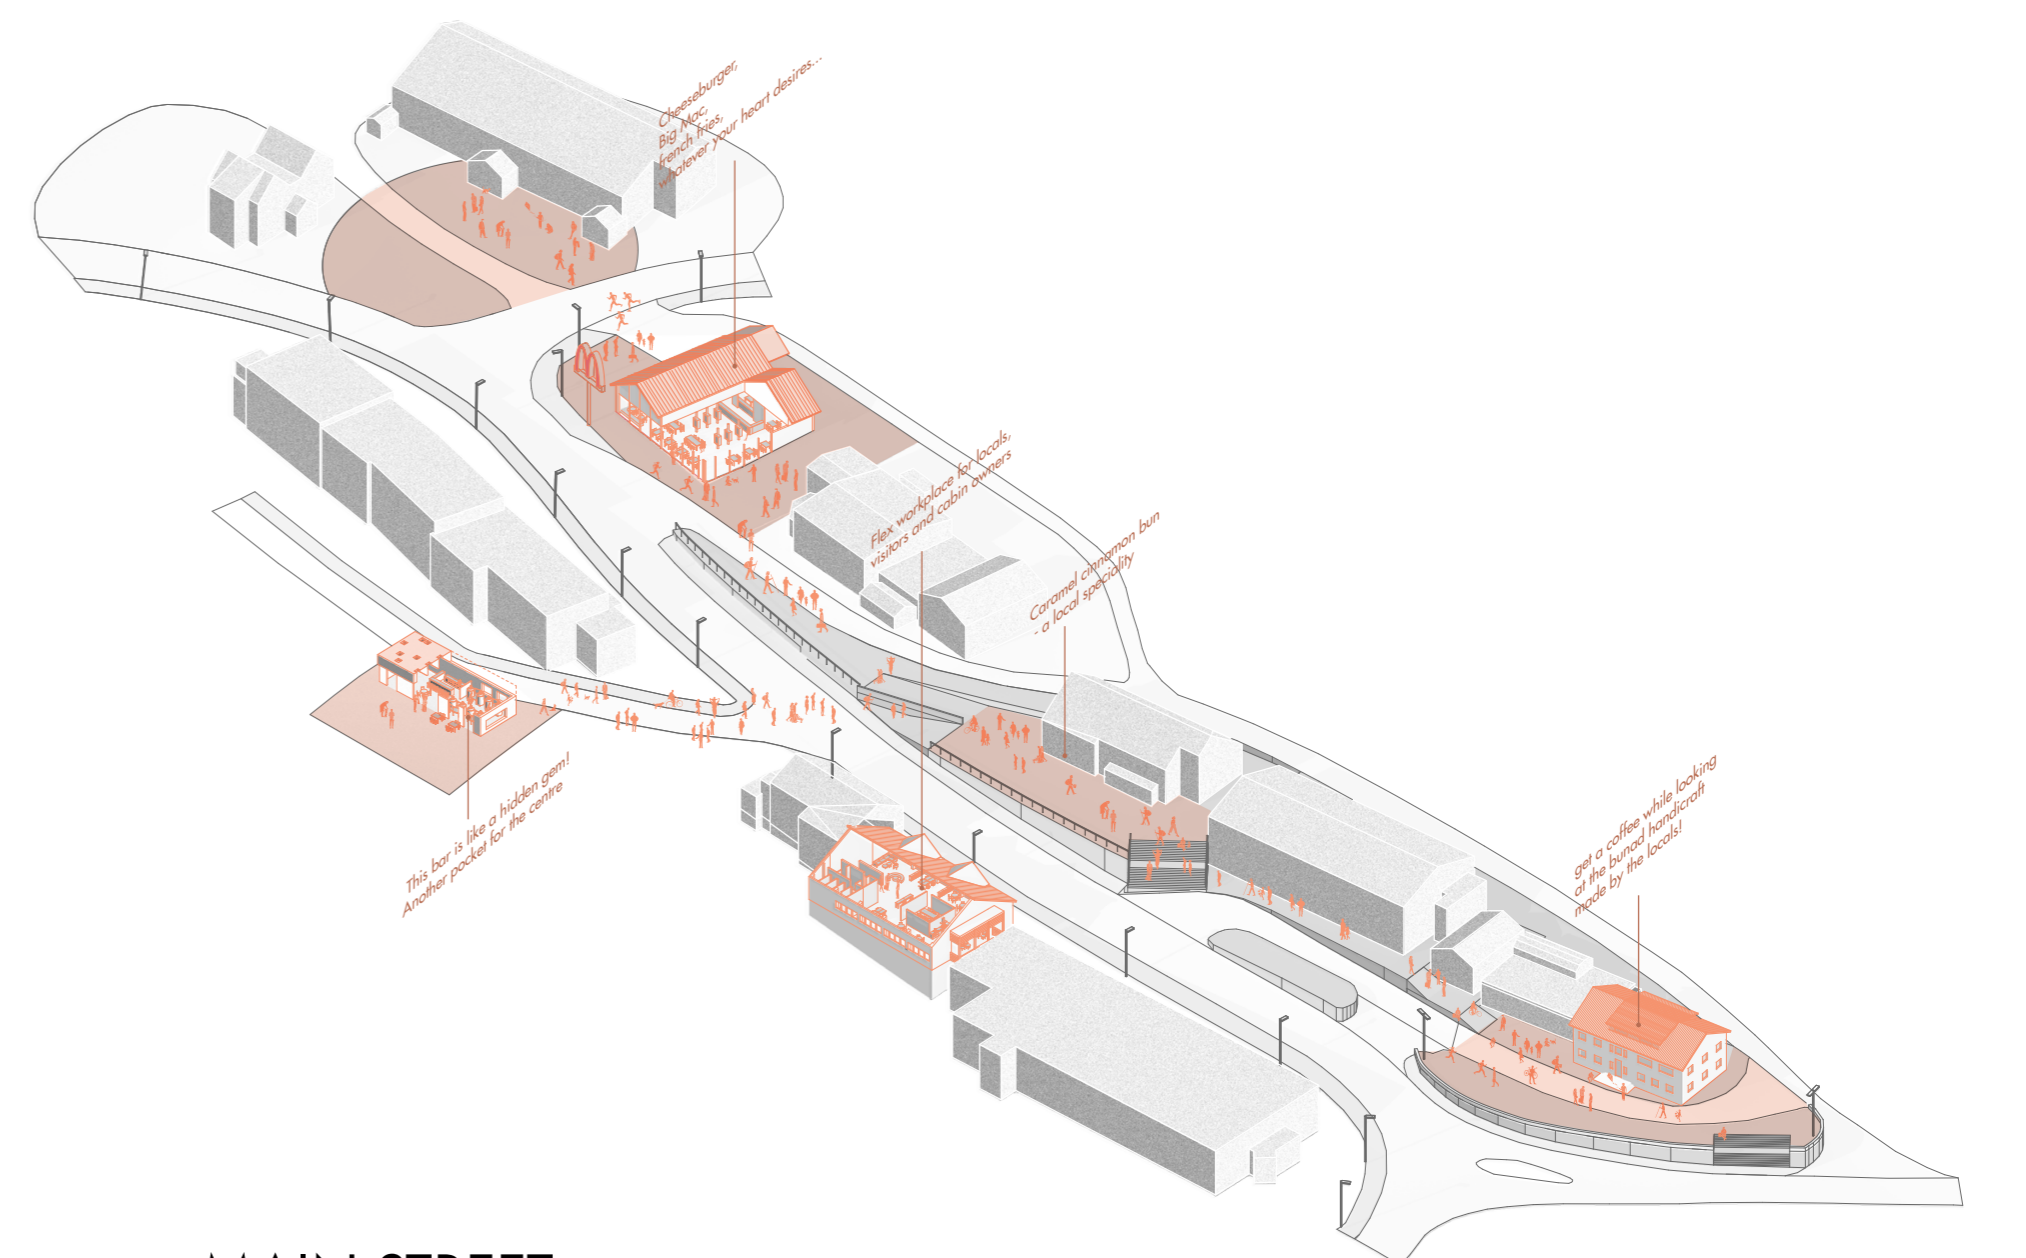 Cheeseburger,
Big Mac,
french fries,
whatever your heart desires...
Flex workplace for locals,
visitors and cabin owners
Caramel cinnamon bun
- a local speciality
This bar is like a hidden gem!
Another pocket for the centre
get a coffee while looking
at the bunad handicraft
made by the locals!
MAIN STREET